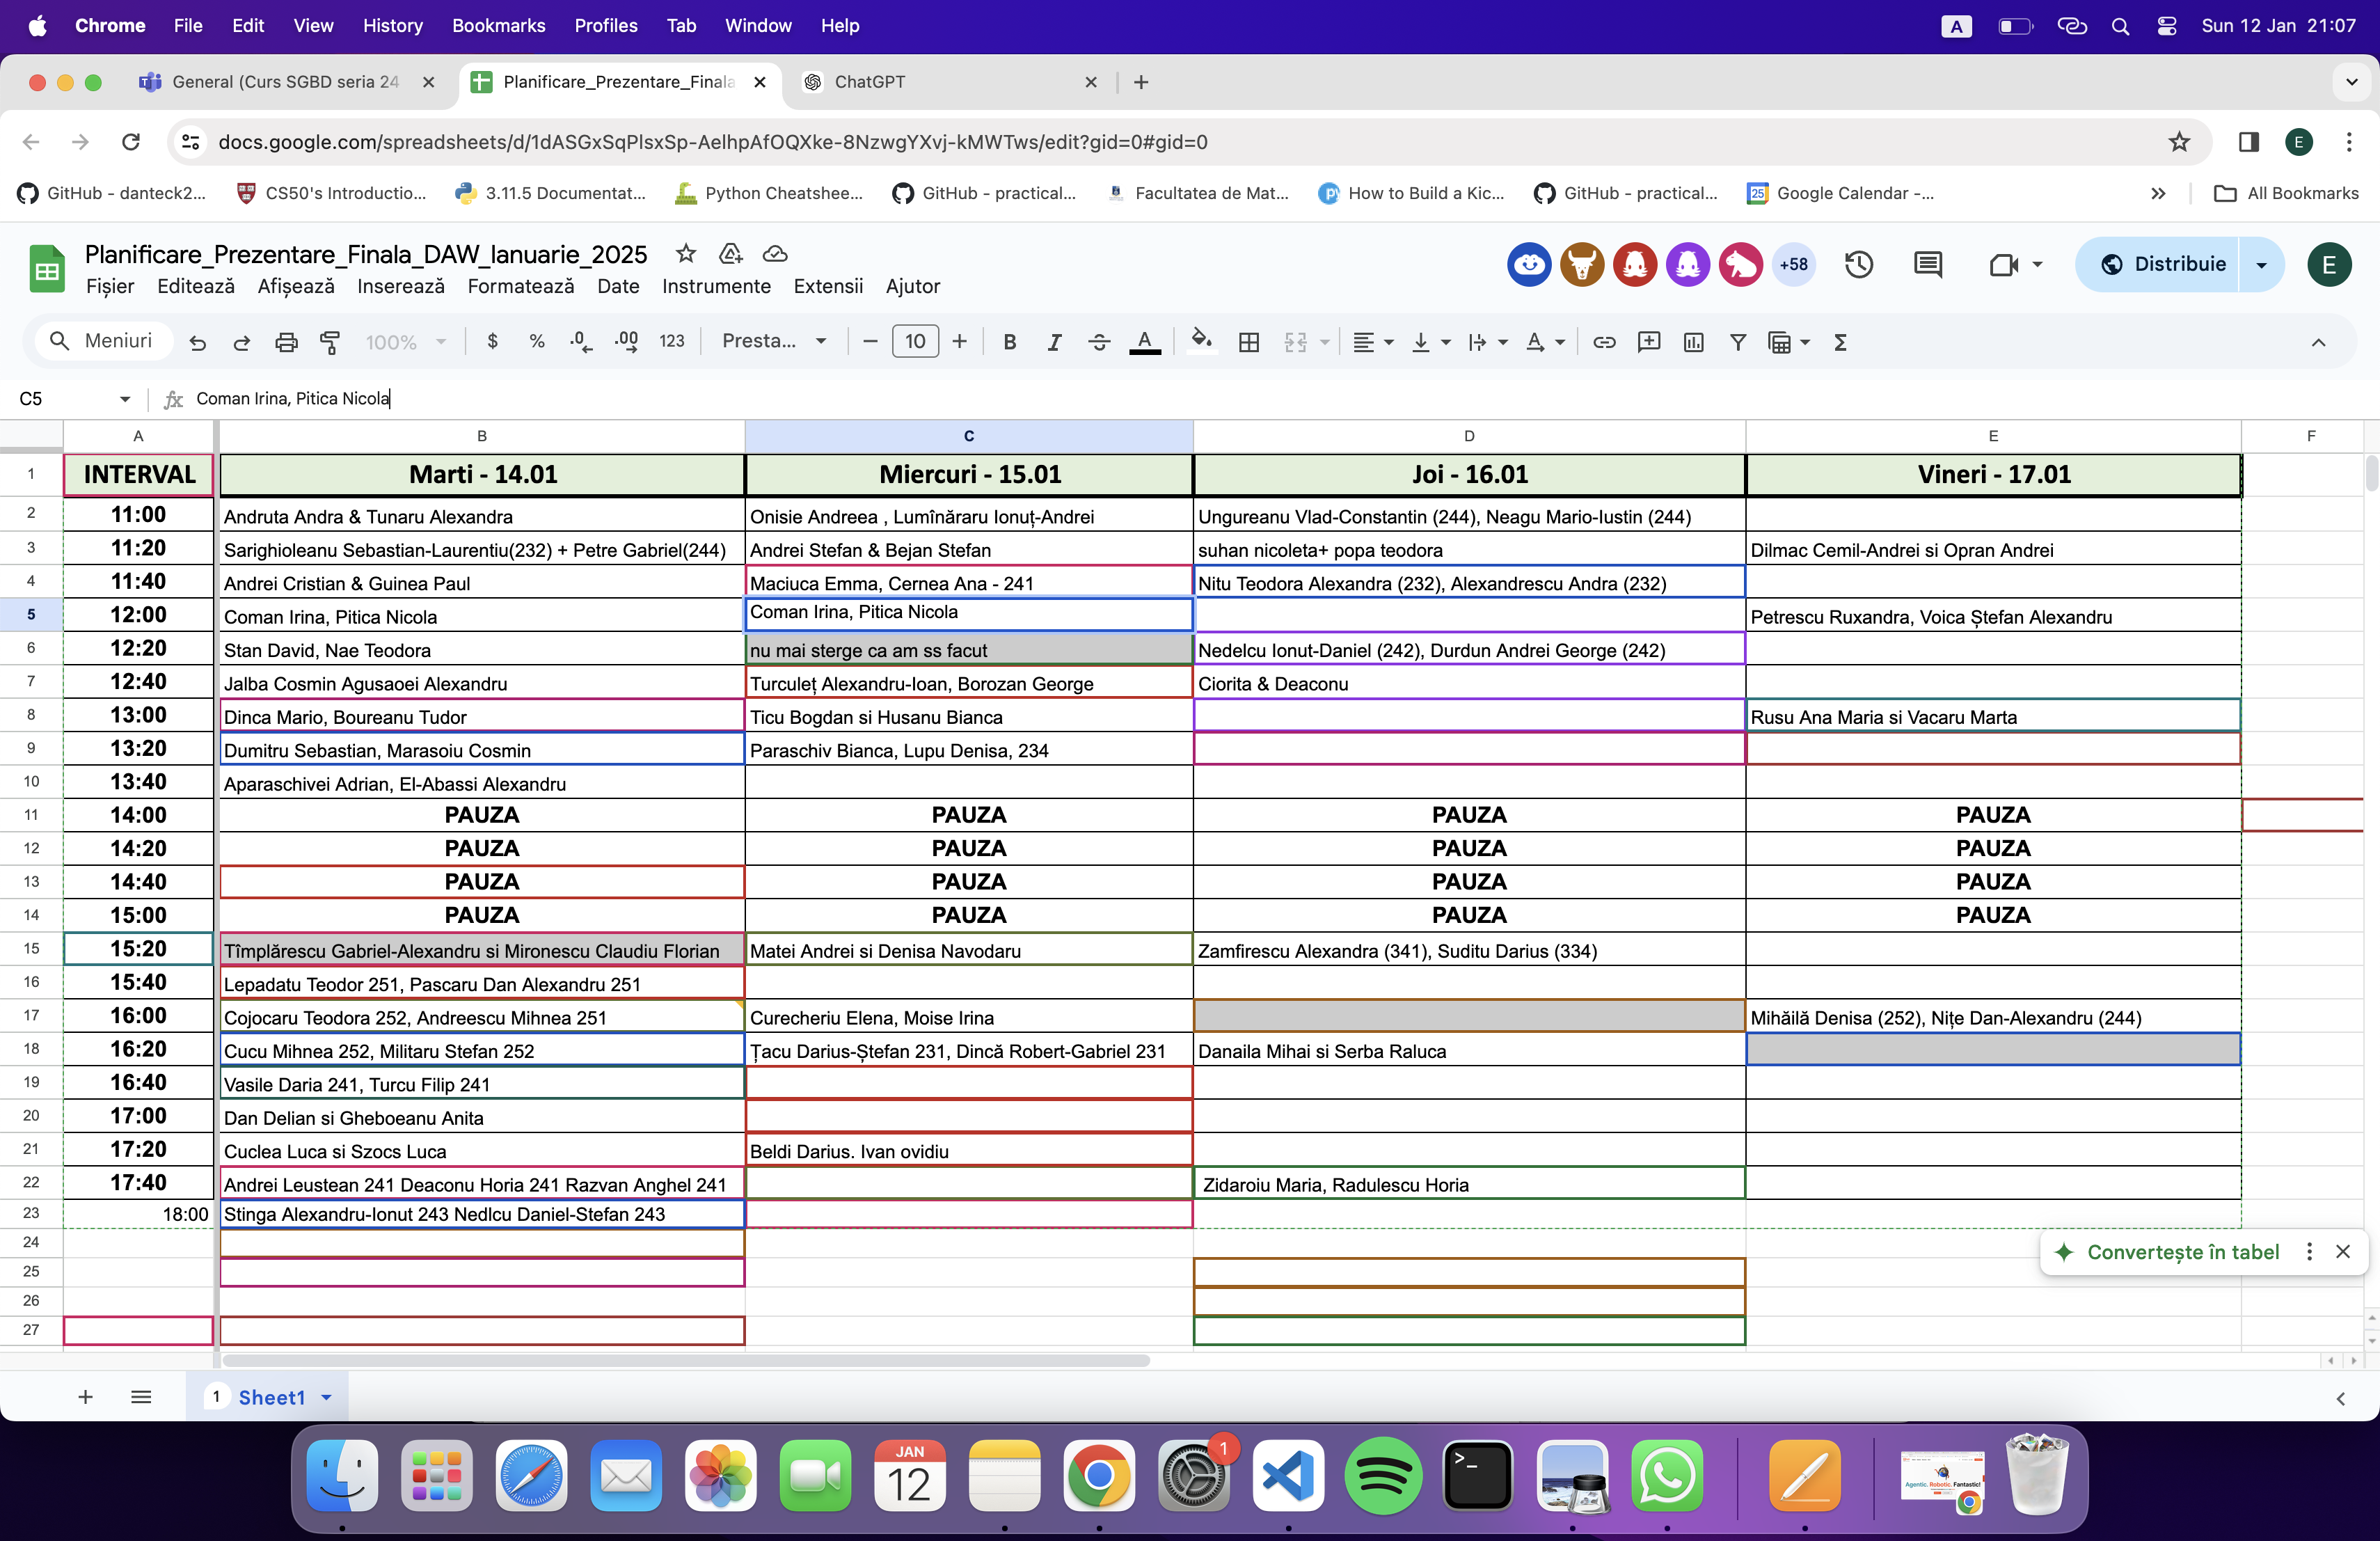 Chrome File Edit View History Bookmarks Profiles Tab Window Help A Sun 12 Jan 21:07
General (Curs SGBD seria 24 Planificare_Prezentare_Finala ChatGPT
docs.google.com/spreadsheets/d/1dASGxSqPlsxSp-AelhpAfOQXke-8NzwgYXvj-kMWTws/edit?gid=0#gid=0 E
GitHub - danteck2... CS50's Introductio... 3.11.5 Documentat... Python Cheatshee... GitHub - practical... Facultatea de Mat... How to Build a Kic... GitHub - practical... 25 Google Calendar -... All Bookmarks
Planificare_Prezentare_Finala_DAW_Ianuarie_2025 +58 Distribuie E
Fișier Editează Afișează Inserează Formatează Date Instrumente Extensii Ajutor
Meniuri 100% $ % .0 .00 123 Presta... 10 B I A Σ
C5 fx Coman Irina, Pitica Nicola
A B C D E F
1 INTERVAL Marti - 14.01 Miercuri - 15.01 Joi - 16.01 Vineri - 17.01
2 11:00 Andruta Andra & Tunaru Alexandra Onisie Andreea , Lumînăraru Ionuț-Andrei Ungureanu Vlad-Constantin (244), Neagu Mario-Iustin (244)
3 11:20 Sarighioleanu Sebastian-Laurentiu(232) + Petre Gabriel(244) Andrei Stefan & Bejan Stefan suhan nicoleta+ popa teodora Dilmac Cemil-Andrei si Opran Andrei
4 11:40 Andrei Cristian & Guinea Paul Maciuca Emma, Cernea Ana - 241 Nitu Teodora Alexandra (232), Alexandrescu Andra (232)
5 12:00 Coman Irina, Pitica Nicola Coman Irina, Pitica Nicola Petrescu Ruxandra, Voica Ștefan Alexandru
6 12:20 Stan David, Nae Teodora nu mai sterge ca am ss facut Nedelcu Ionut-Daniel (242), Durdun Andrei George (242)
7 12:40 Jalba Cosmin Agusaoei Alexandru Turculeț Alexandru-Ioan, Borozan George Ciorita & Deaconu
8 13:00 Dinca Mario, Boureanu Tudor Ticu Bogdan si Husanu Bianca Rusu Ana Maria si Vacaru Marta
9 13:20 Dumitru Sebastian, Marasoiu Cosmin Paraschiv Bianca, Lupu Denisa, 234
10 13:40 Aparaschivei Adrian, El-Abassi Alexandru
11 14:00 PAUZA PAUZA PAUZA PAUZA
12 14:20 PAUZA PAUZA PAUZA PAUZA
13 14:40 PAUZA PAUZA PAUZA PAUZA
14 15:00 PAUZA PAUZA PAUZA PAUZA
15 15:20 Tîmplărescu Gabriel-Alexandru si Mironescu Claudiu Florian Matei Andrei si Denisa Navodaru Zamfirescu Alexandra (341), Suditu Darius (334)
16 15:40 Lepadatu Teodor 251, Pascaru Dan Alexandru 251
17 16:00 Cojocaru Teodora 252, Andreescu Mihnea 251 Curecheriu Elena, Moise Irina Mihăilă Denisa (252), Nițe Dan-Alexandru (244)
18 16:20 Cucu Mihnea 252, Militaru Stefan 252 Țacu Darius-Ștefan 231, Dincă Robert-Gabriel 231 Danaila Mihai si Serba Raluca
19 16:40 Vasile Daria 241, Turcu Filip 241
20 17:00 Dan Delian si Gheboeanu Anita
21 17:20 Cuclea Luca si Szocs Luca Beldi Darius. Ivan ovidiu
22 17:40 Andrei Leustean 241 Deaconu Horia 241 Razvan Anghel 241 Zidaroiu Maria, Radulescu Horia
23 18:00 Stinga Alexandru-Ionut 243 Nedlcu Daniel-Stefan 243
24
25
26
27
Convertește în tabel
1 Sheet1
JAN
12
1
Agentic. Robotic. Fantastic!